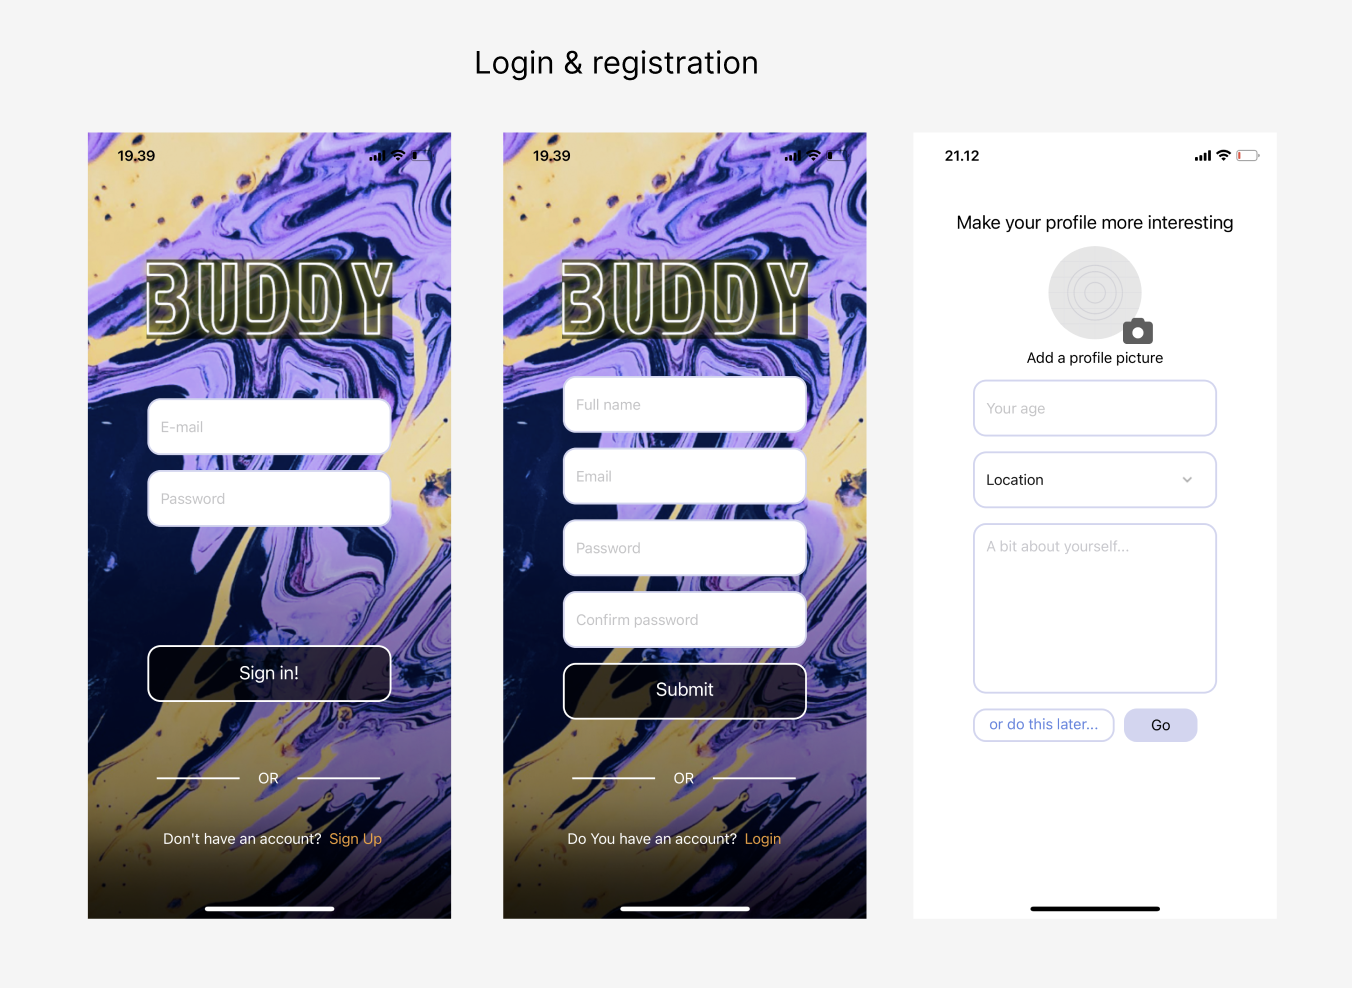 Login & registration
19.39
BUDDY
E-mail
Password
Sign in!
OR
Don't have an account? Sign Up
19.39
BUDDY
Full name
Email
Password
Confirm password
Submit
OR
Do You have an account? Login
21.12
Make your profile more interesting
Add a profile picture
Your age
Location
A bit about yourself...
or do this later...
Go